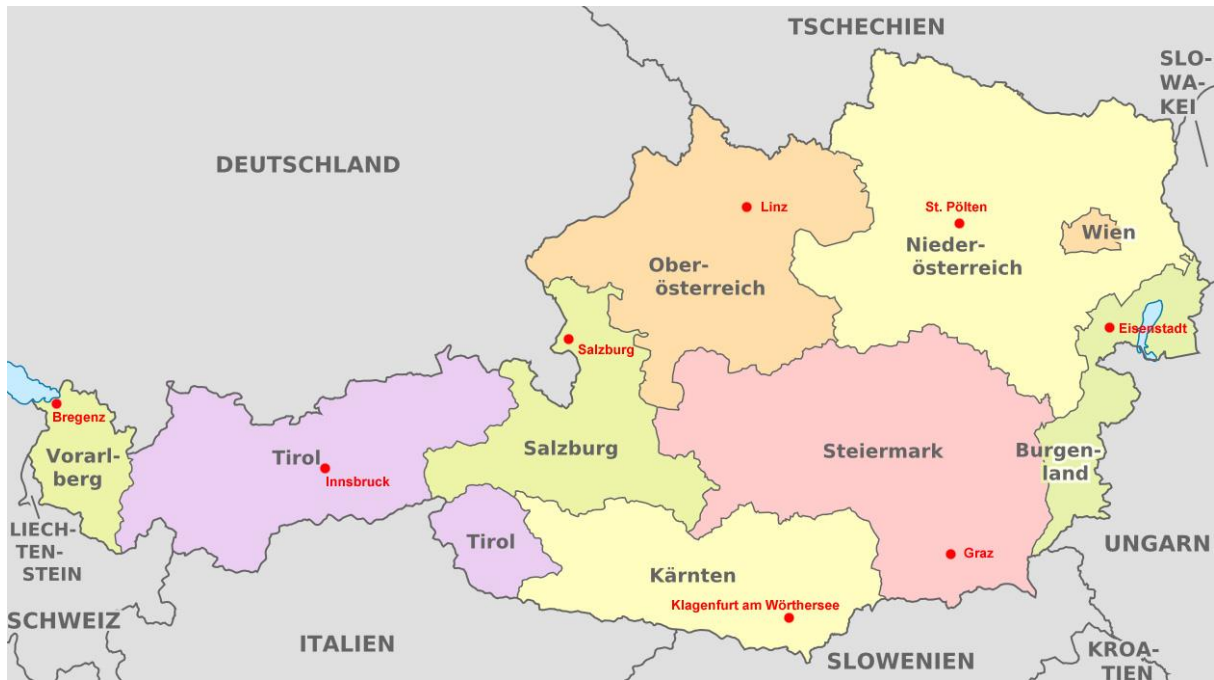 TSCHECHIEN
SLO-
WA-
KEI
DEUTSCHLAND
Linz
St. Pölten
Wien
Nieder-
österreich
Ober-
österreich
Eisenstadt
Salzburg
Bregenz
Vorarl-
berg
Tirol
Innsbruck
Salzburg
Steiermark
Burgen-
land
LIECH-
TEN-
STEIN
Tirol
Kärnten
Graz
UNGARN
Klagenfurt am Wörthersee
SCHWEIZ
ITALIEN
SLOWENIEN
KROA-
TIEN